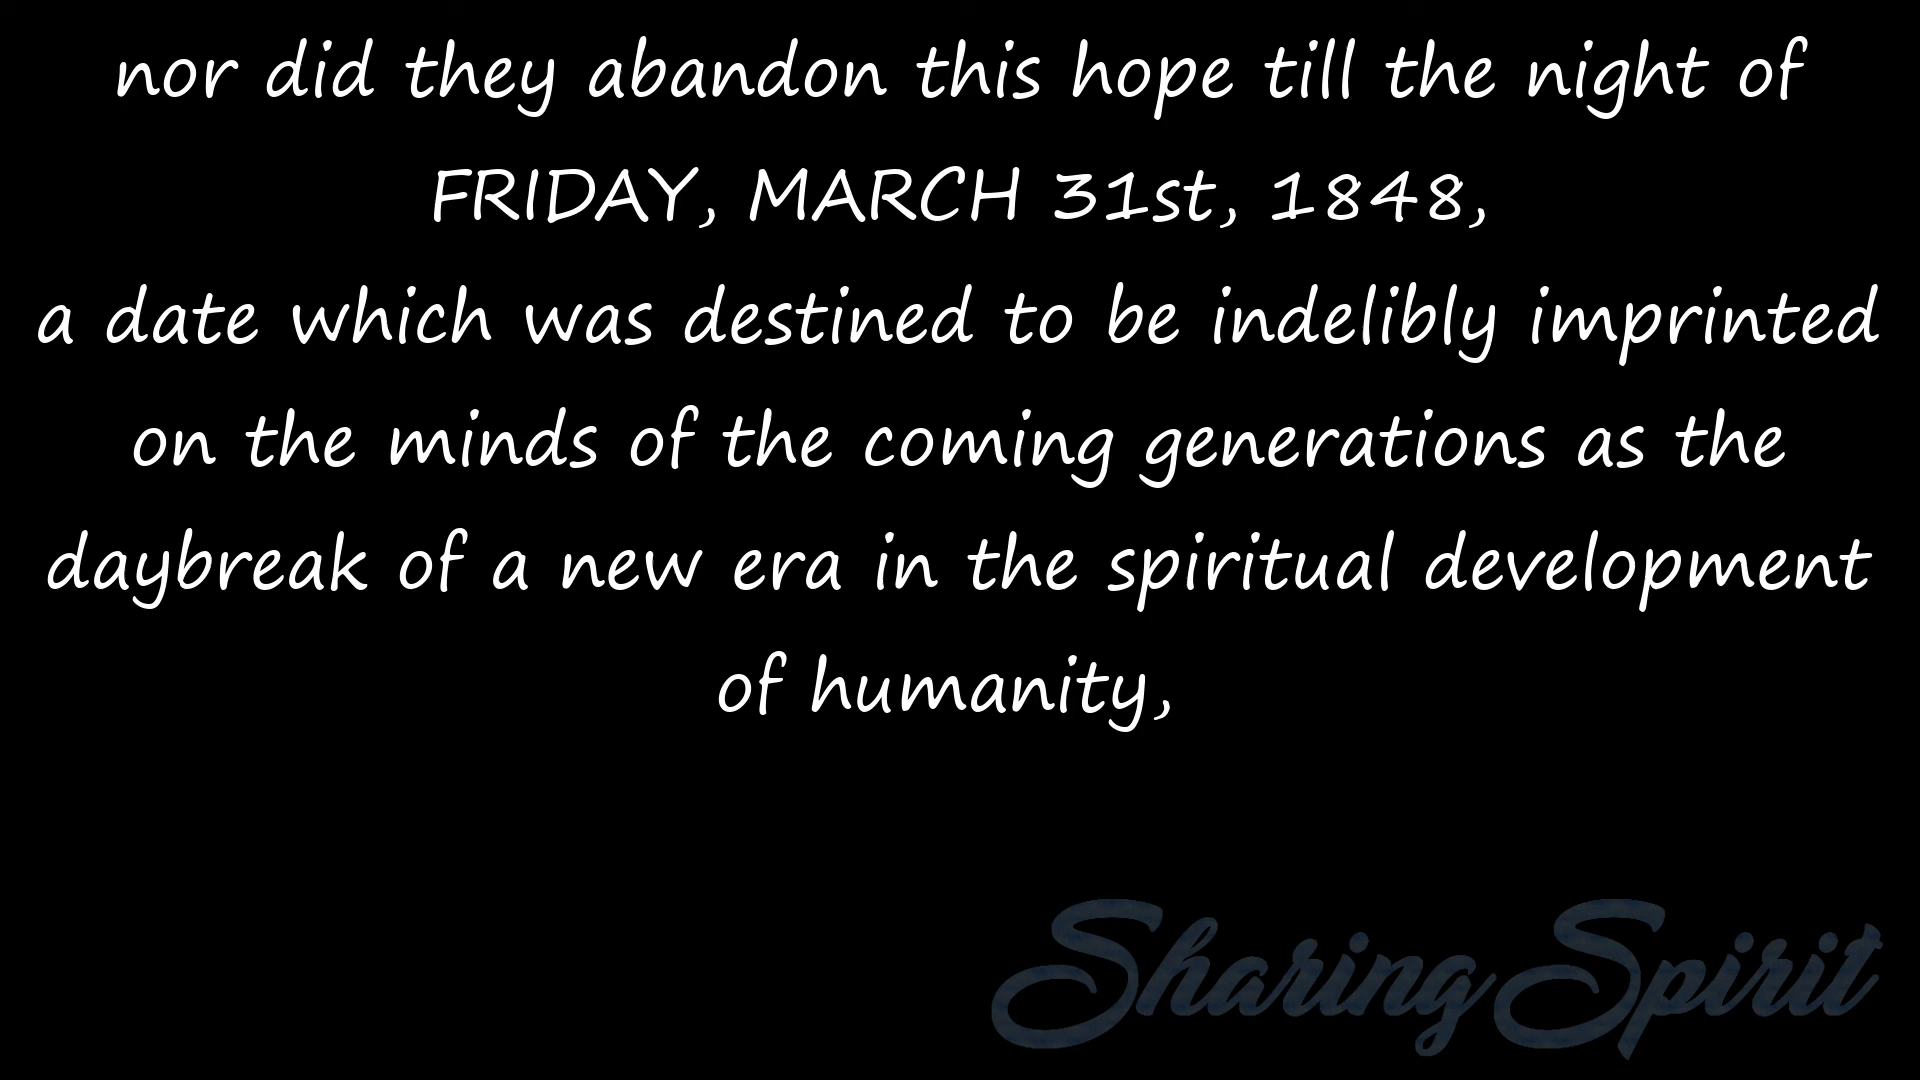 nor did they abandon this hope till the night of
FRIDAY, MARCH 31st, 1848,
a date which was destined to be indelibly imprinted
on the minds of the coming generations as the
daybreak of a new era in the spiritual development
of humanity,
Sharing Spirit